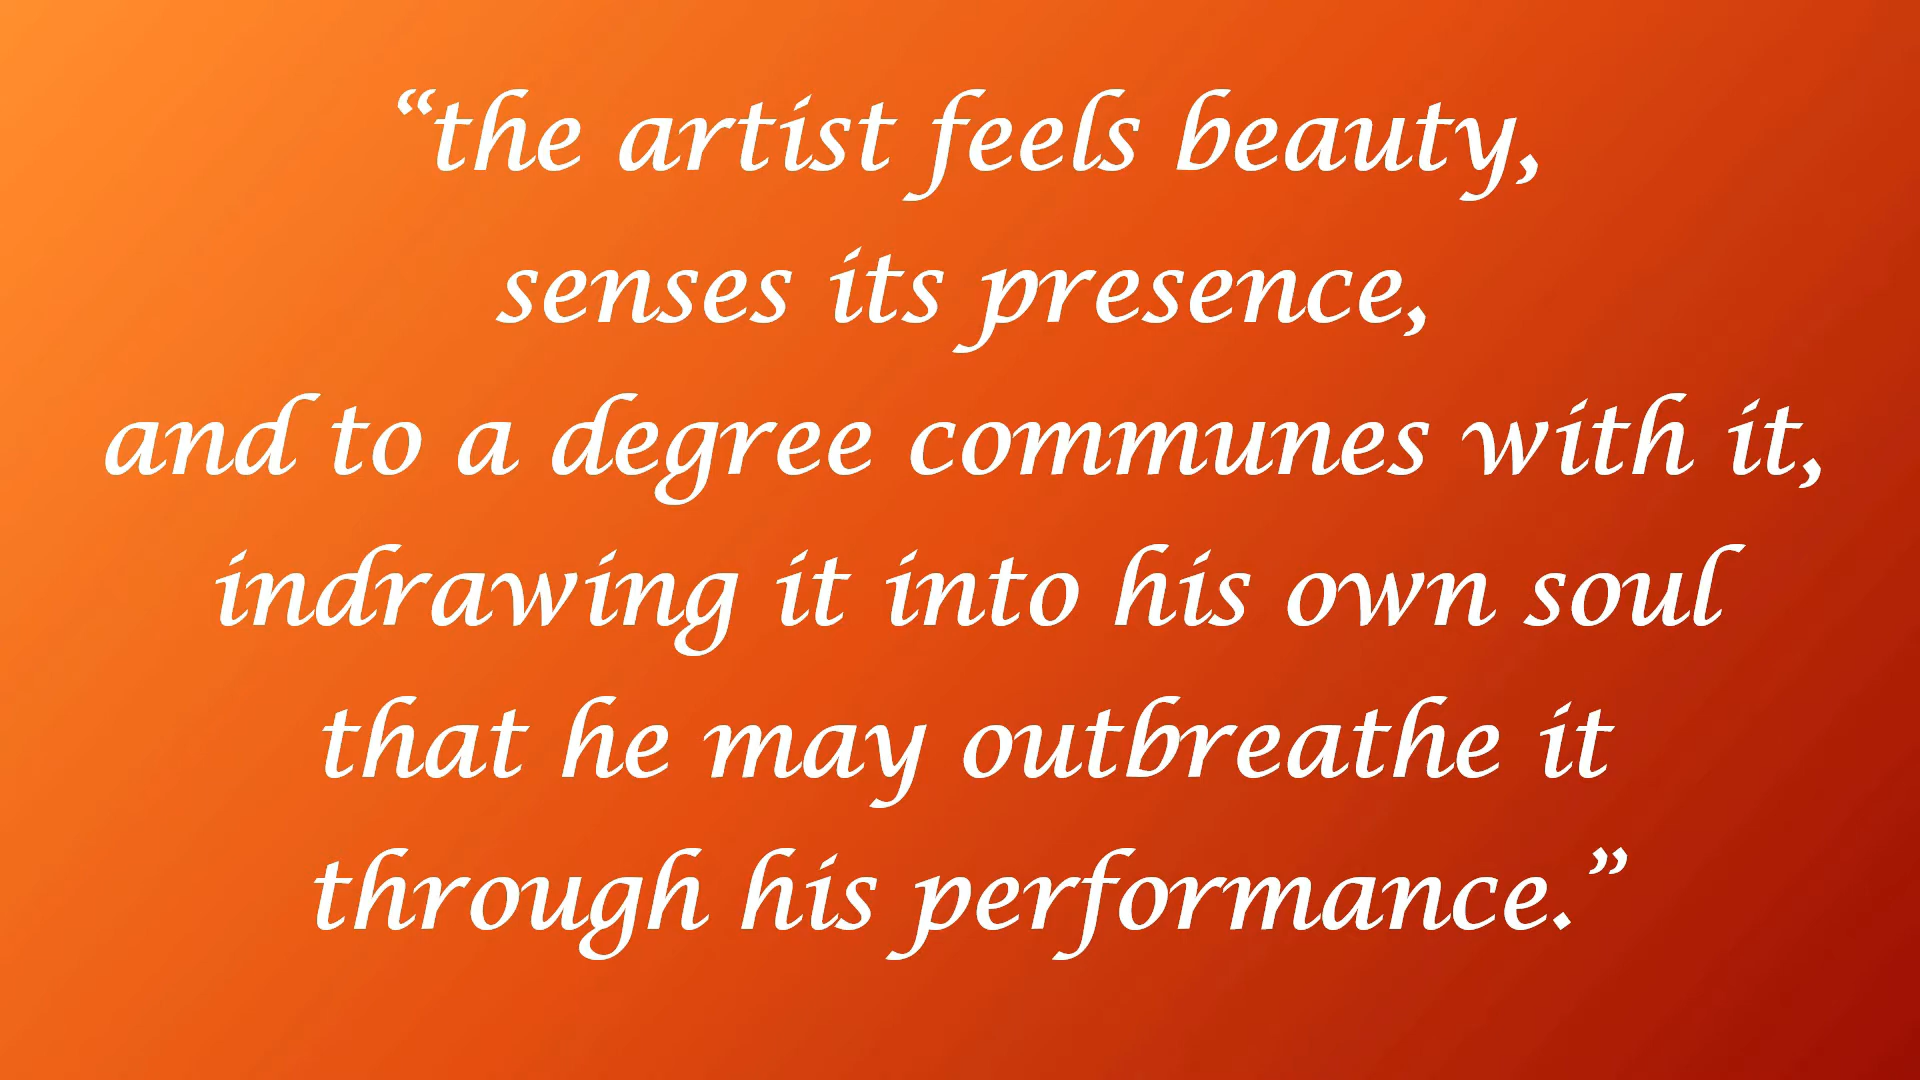 “the artist feels beauty,
senses its presence,
and to a degree communes with it,
indrawing it into his own soul
that he may outbreathe it
through his performance.”